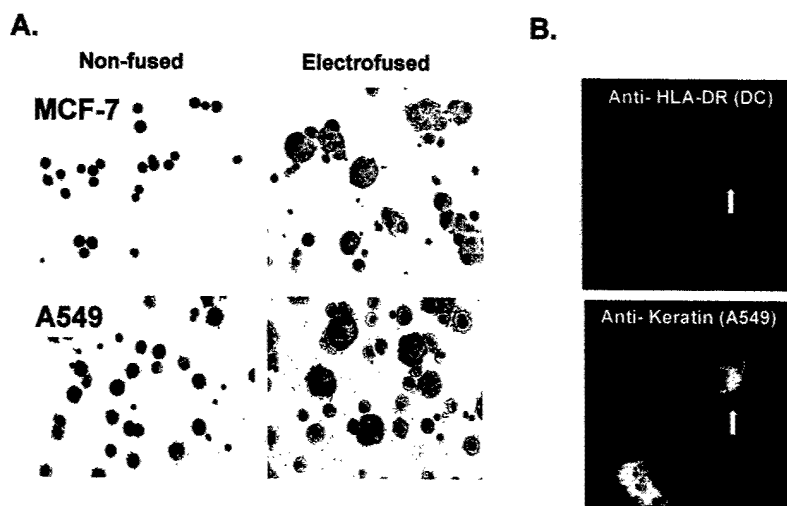 A.
B.
Non-fused
Electrofused
MCF-7
A549
Anti- HLA-DR (DC)
Anti- Keratin (A549)